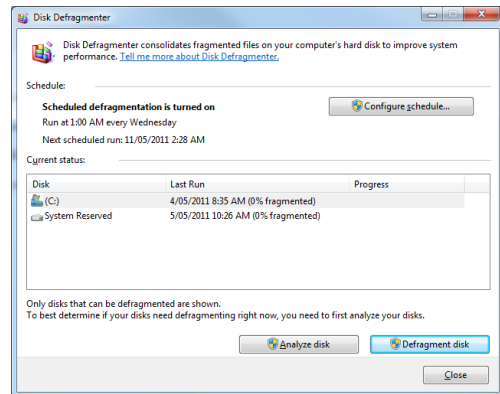 Disk Defragmenter
Disk Defragmenter consolidates fragmented files on your computer's hard disk to improve system
performance. Tell me more about Disk Defragmenter.
Schedule:
Scheduled defragmentation is turned on
Configure schedule...
Run at 1:00 AM every Wednesday
Next scheduled run: 11/05/2011 2:28 AM
Current status:
Disk Last Run Progress
(C:) 4/05/2011 8:35 AM (0% fragmented)
System Reserved 5/05/2011 10:26 AM (0% fragmented)
Only disks that can be defragmented are shown.
To best determine if your disks need defragmenting right now, you need to first analyze your disks.
Analyze disk Defragment disk
Close